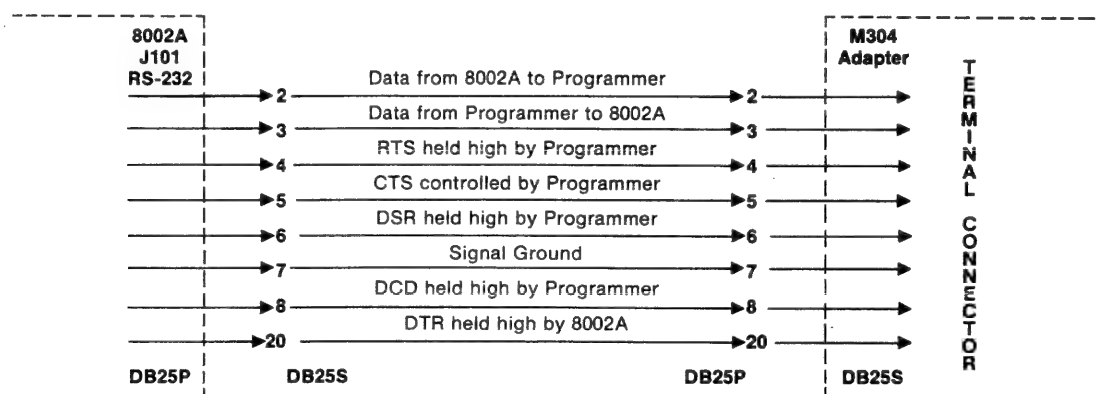 8002A
J101
RS-232
M304
Adapter
TERMINAL CONNECTOR
Data from 8002A to Programmer
2 2
Data from Programmer to 8002A
3 3
RTS held high by Programmer
4 4
CTS controlled by Programmer
5 5
DSR held high by Programmer
6 6
Signal Ground
7 7
DCD held high by Programmer
8 8
DTR held high by 8002A
20 20
DB25P DB25S DB25P DB25S